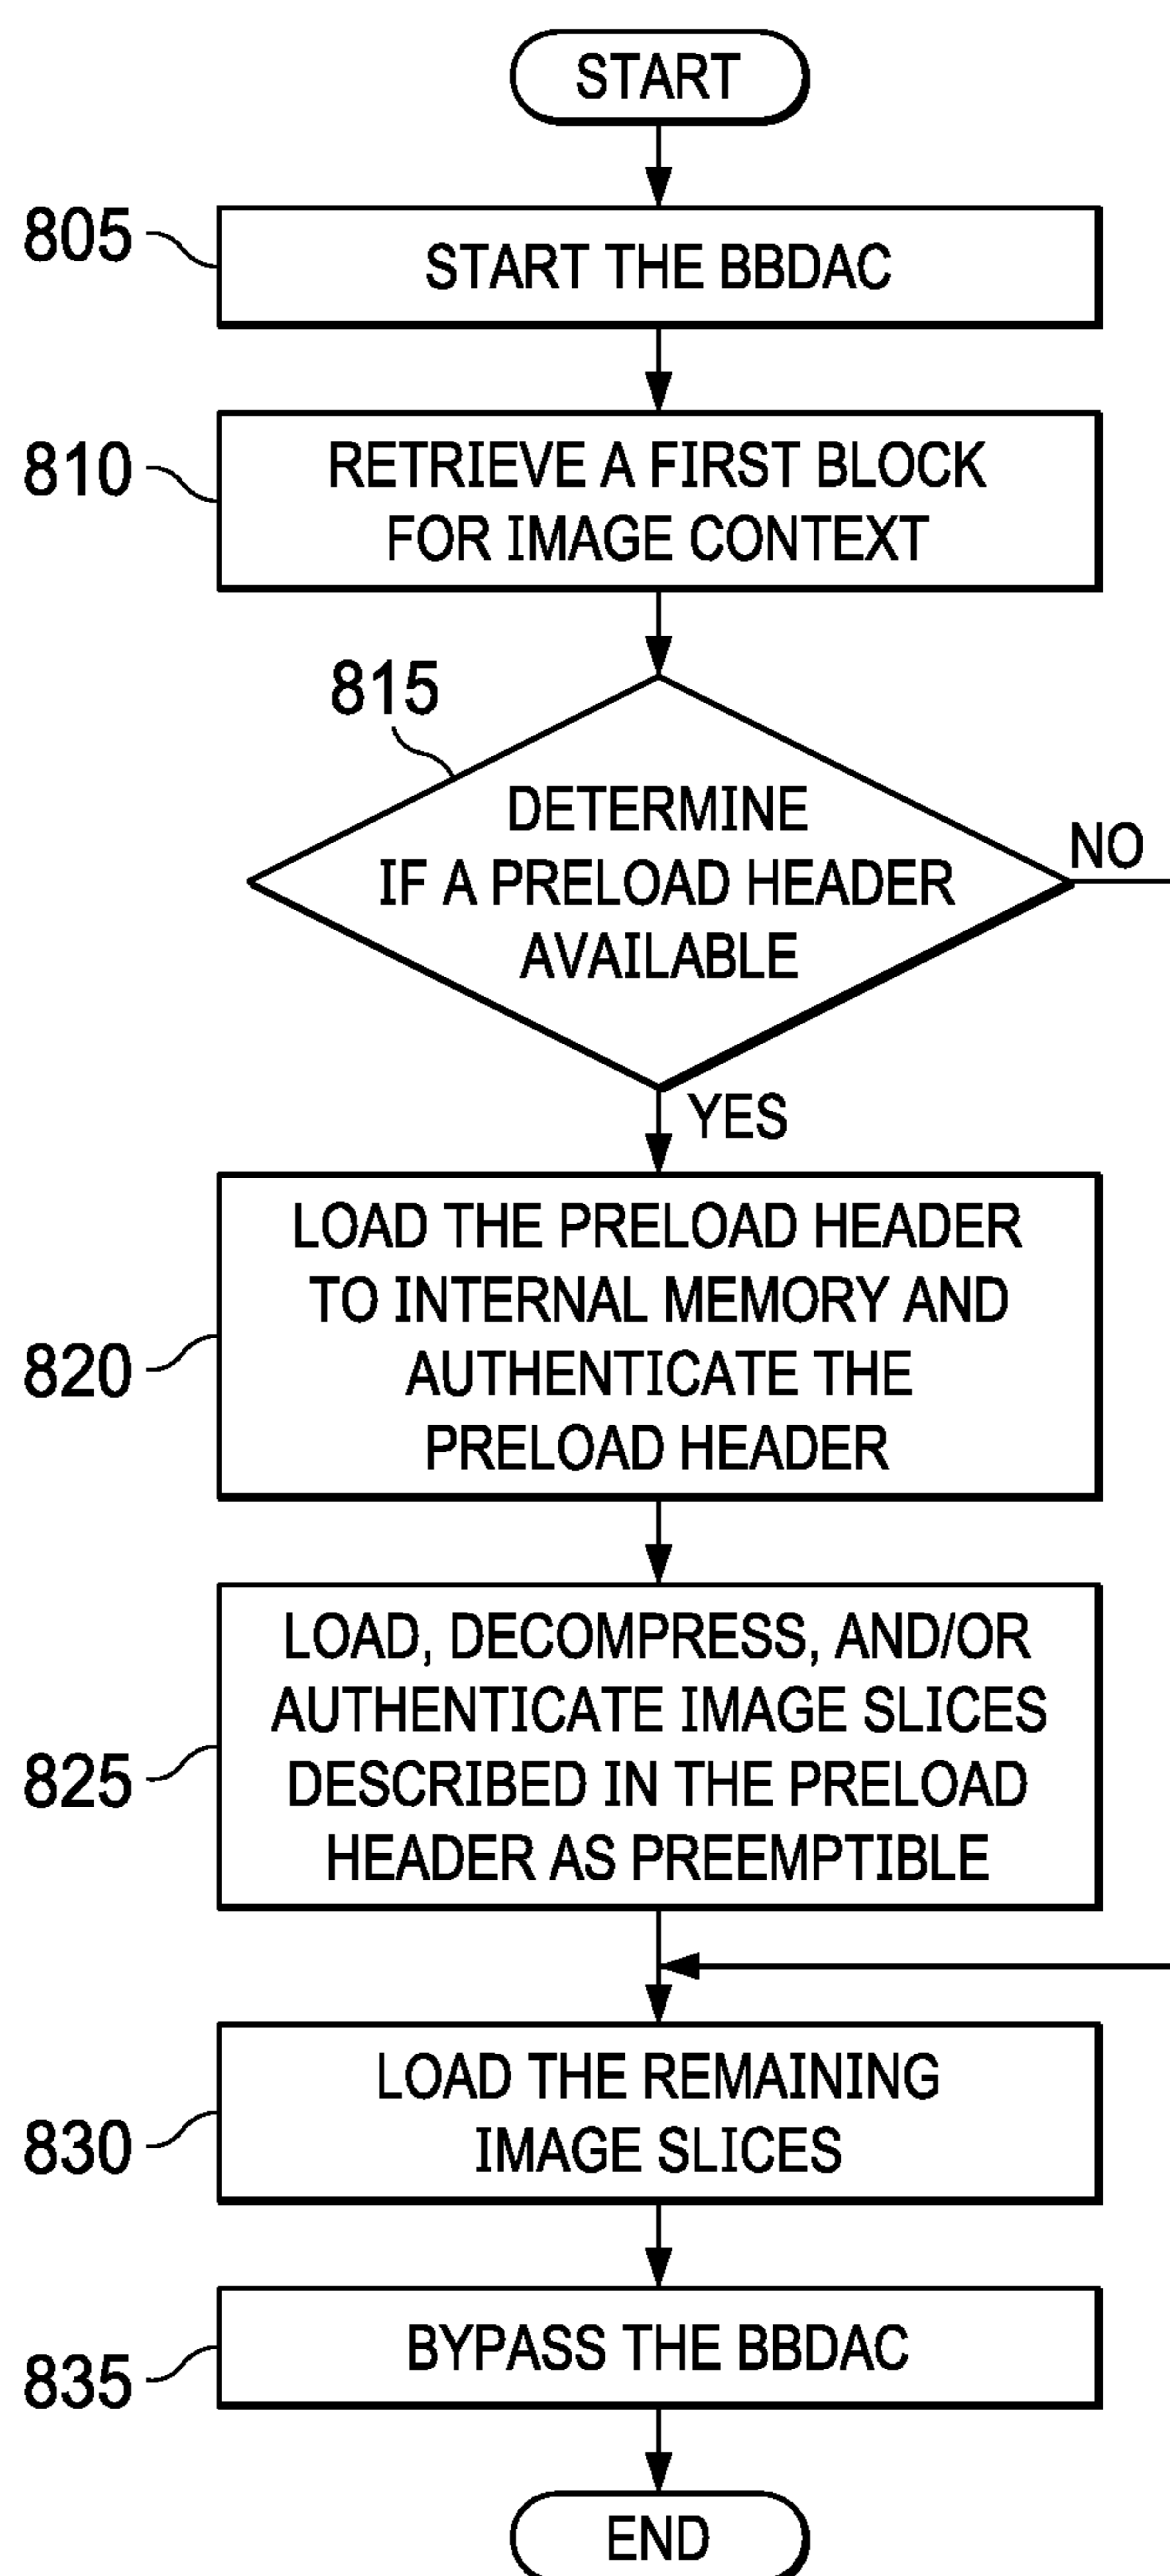 START
805
START THE BBDAC
810
RETRIEVE A FIRST BLOCK
FOR IMAGE CONTEXT
815
DETERMINE
IF A PRELOAD HEADER
AVAILABLE
NO
YES
820
LOAD THE PRELOAD HEADER
TO INTERNAL MEMORY AND
AUTHENTICATE THE
PRELOAD HEADER
825
LOAD, DECOMPRESS, AND/OR
AUTHENTICATE IMAGE SLICES
DESCRIBED IN THE PRELOAD
HEADER AS PREEMPTIBLE
830
LOAD THE REMAINING
IMAGE SLICES
835
BYPASS THE BBDAC
END